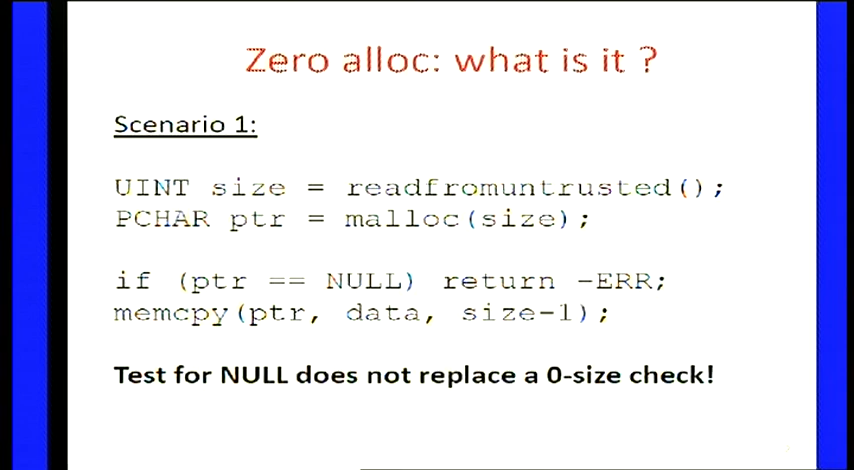 Zero alloc: what is it ?
Scenario 1:
UINT size = readfromuntrusted();
PCHAR ptr = malloc(size);
if (ptr == NULL) return -ERR;
memcpy(ptr, data, size-1);
Test for NULL does not replace a 0-size check!